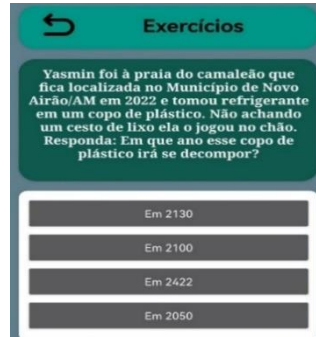 Exercícios
Yasmin foi à praia do camaleão que
fica localizada no Município de Novo
Airão/AM em 2022 e tomou refrigerante
em um copo de plástico. Não achando
um cesto de lixo ela o jogou no chão.
Responda: Em que ano esse copo de
plástico irá se decompor?
Em 2130
Em 2100
Em 2422
Em 2050